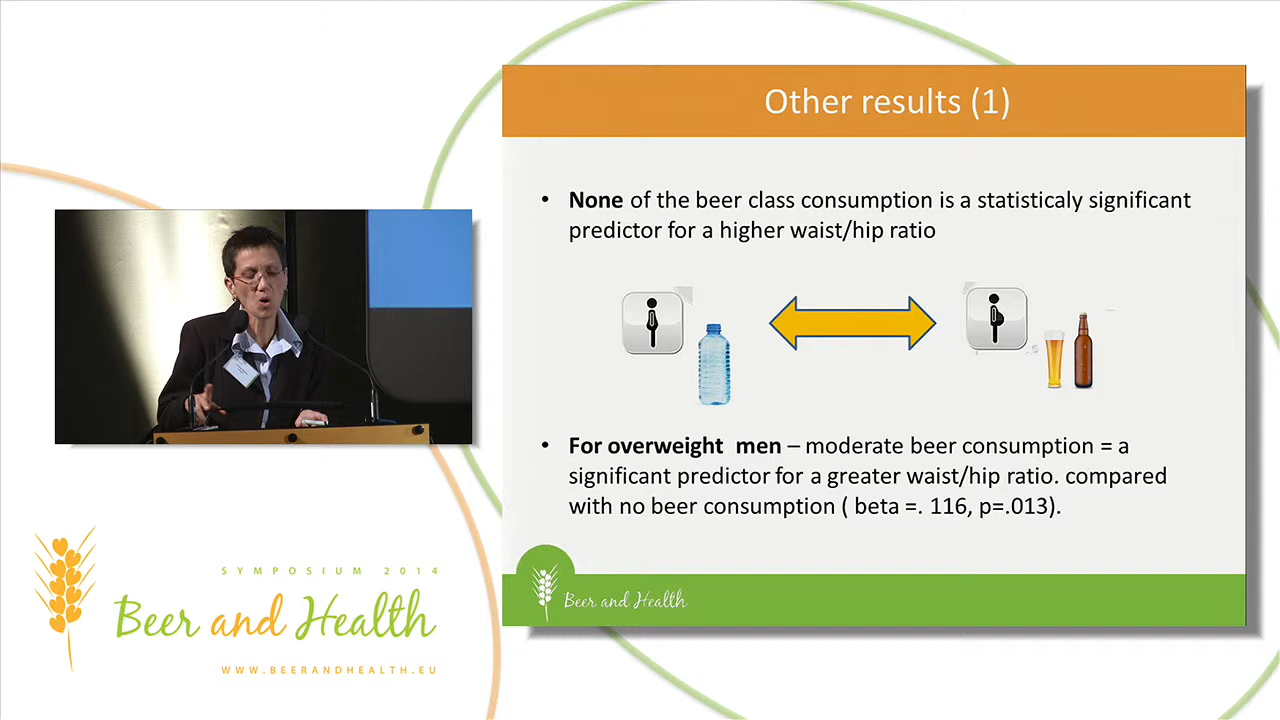 Other results (1)
• None of the beer class consumption is a statisticaly significant
predictor for a higher waist/hip ratio
• For overweight men – moderate beer consumption = a
significant predictor for a greater waist/hip ratio. compared
with no beer consumption ( beta =. 116, p=.013).
Beer and Health
SYMPOSIUM 2014
Beer and Health
WWW.BEERANDHEALTH.EU